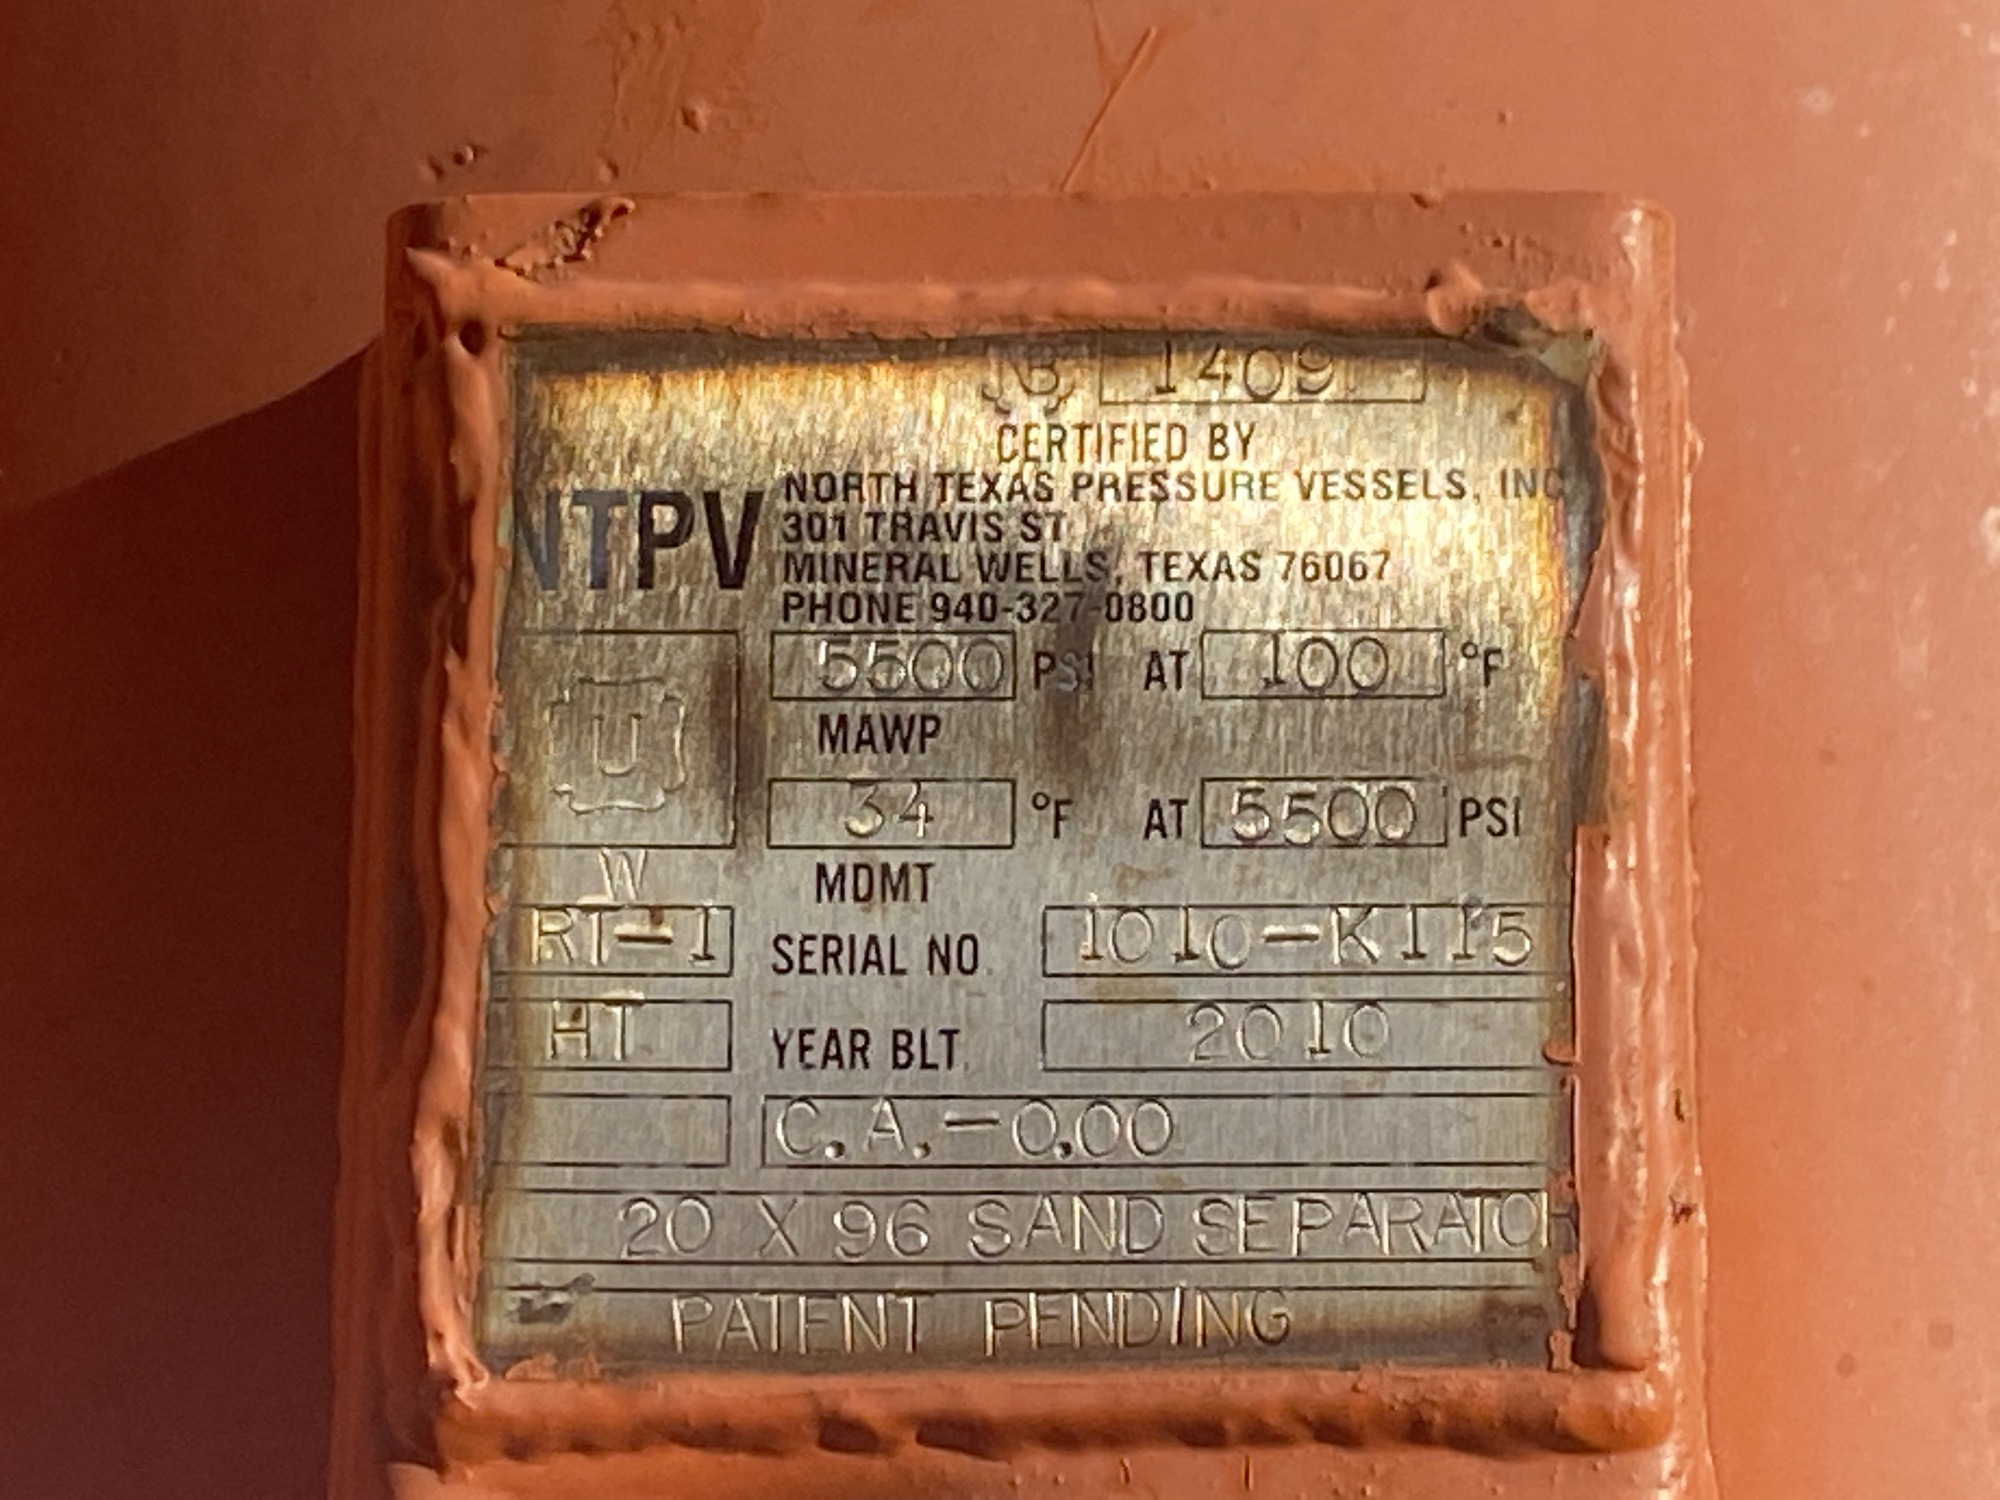 NB 1409
CERTIFIED BY
NTPV
NORTH TEXAS PRESSURE VESSELS, INC
301 TRAVIS ST
MINERAL WELLS, TEXAS 76067
PHONE 940-327-0800
U
5500 PSI AT 100 °F
MAWP
34 °F AT 5500 PSI
W
MDMT
RT-1 SERIAL NO. 1010-K115
HT YEAR BLT. 2010
C.A.-0.00
20 X 96 SAND SEPARATOR
PATENT PENDING